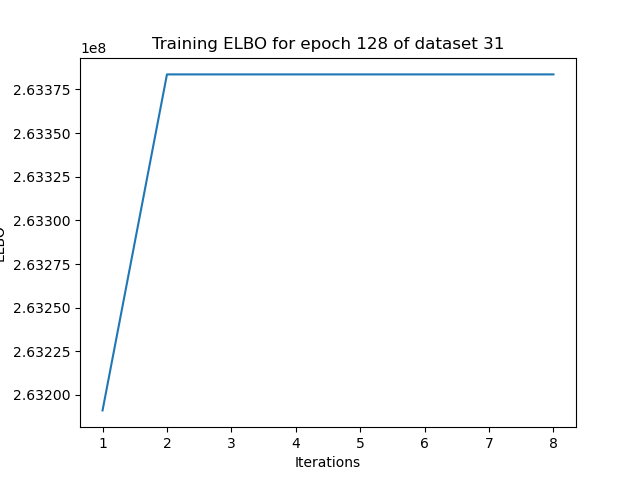 Training ELBO for epoch 128 of dataset 31
1e8
2.63375
2.63350
2.63325
2.63300
2.63275
2.63250
2.63225
2.63200
ELBO
1 2 3 4 5 6 7 8
Iterations